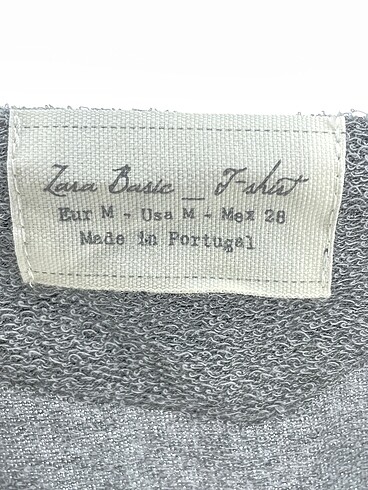 Zara Basic _ T-shirt
Eur M - Usa M - Mex 28
Made in Portugal